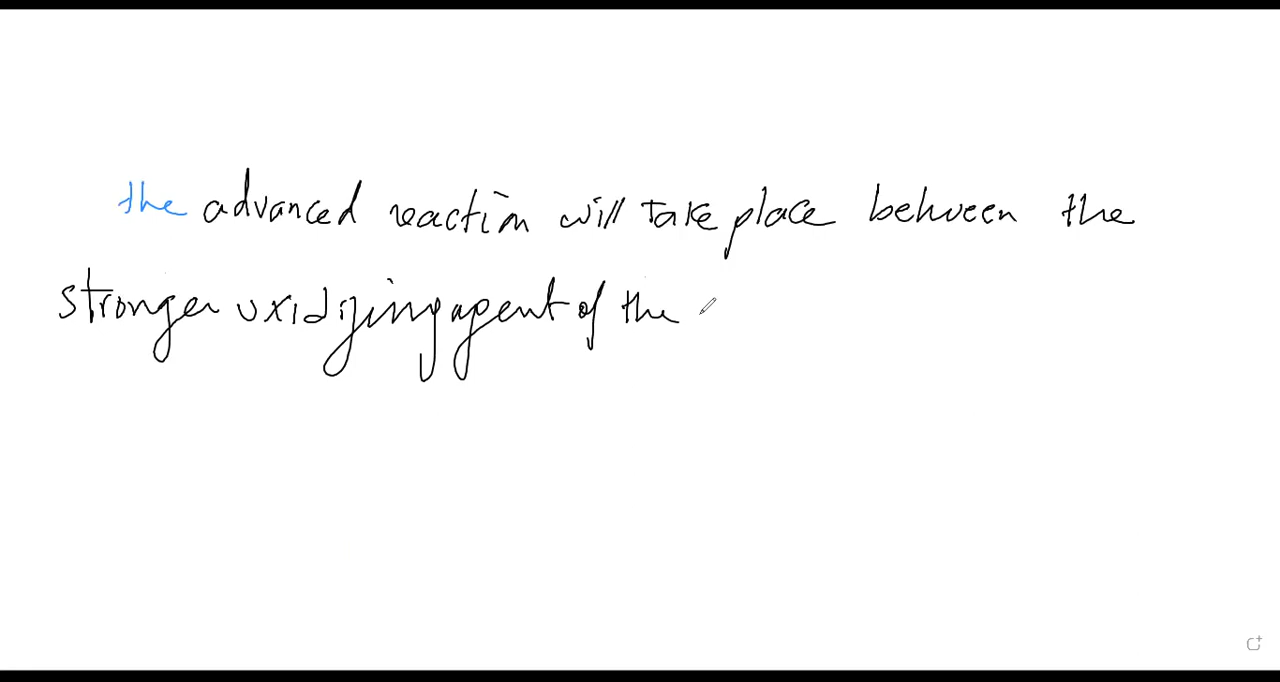 the advanced reaction will take place between the
stronger oxidizing agent of the